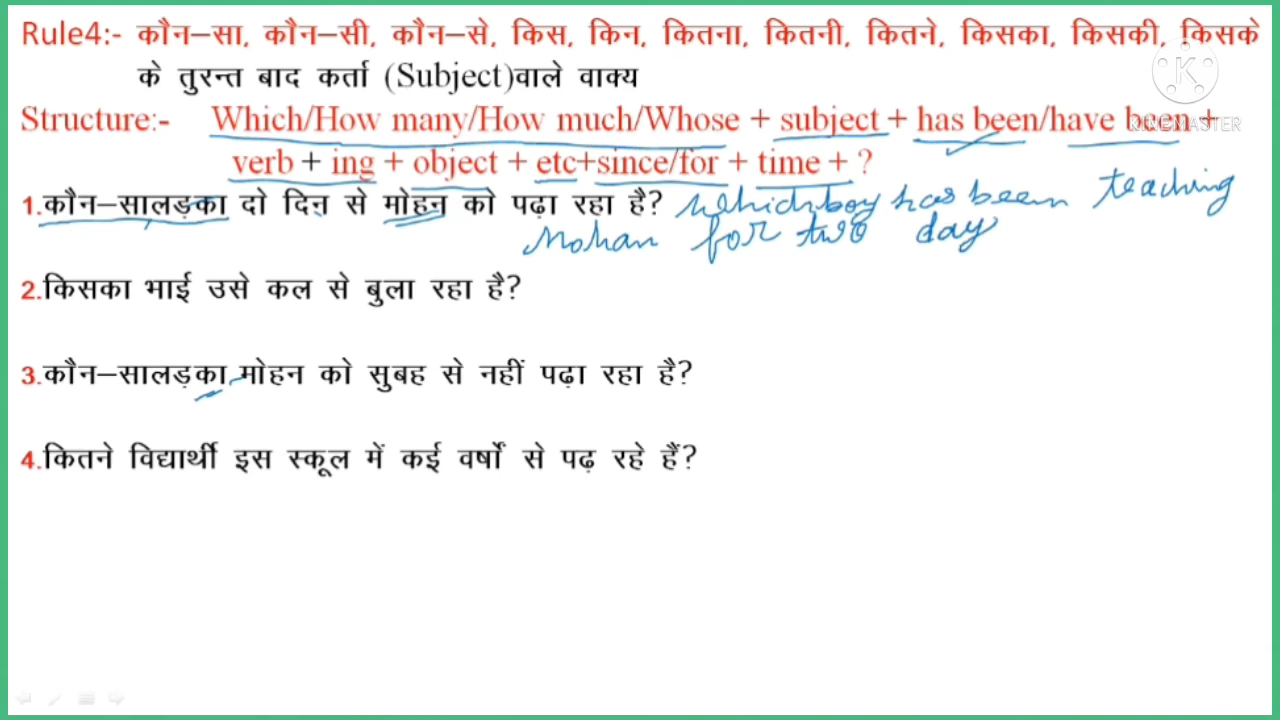 Rule4:- कौन–सा, कौन–सी, कौन–से, किस, किन, कितना, कितनी, कितने, किसका, किसकी, किसके
के तुरन्त बाद कर्ता (Subject)वाले वाक्य
KINEMASTER
Structure:- Which/How many/How much/Whose + subject + has been/have been +
verb + ing + object + etc+since/for + time + ?
1.कौन–सालड़का दो दिन से मोहन को पढ़ा रहा है? which boy has been teaching
Mohan for two day
2.किसका भाई उसे कल से बुला रहा है?
3.कौन–सालड़का मोहन को सुबह से नहीं पढ़ा रहा है?
4.कितने विद्यार्थी इस स्कूल में कई वर्षों से पढ़ रहे हैं?